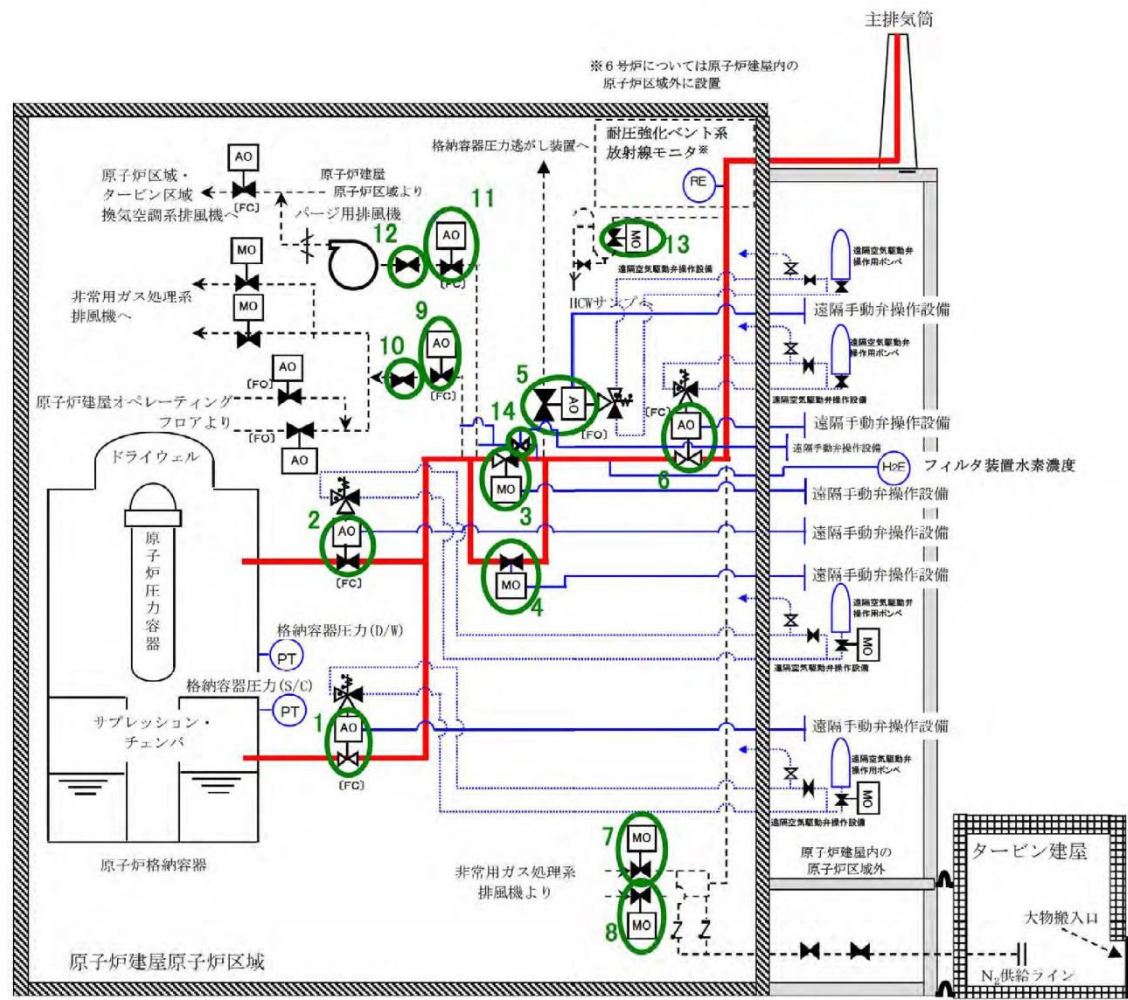 主排気筒
※６号炉については原子炉建屋内の
原子炉区域外に設置
耐圧強化ベント系
放射線モニタ※
RE
格納容器圧力逃がし装置へ
AO
原子炉区域・
タービン区域
換気空調系排風機へ
(FC)
原子炉建屋
原子炉区域より
パージ用排風機
11
AO
(FC)
12
MO
13
遠隔空気駆動弁操作設備
HCWサンプへ
MO
MO
非常用ガス処理系
排風機へ
9
AO
(FC)
10
5
AO
(FO)
14
(FC)
AO
6
遠隔空気駆動弁
操作用ボンベ
遠隔手動弁操作設備
遠隔空気駆動弁
操作用ボンベ
遠隔空気駆動弁操作設備
遠隔手動弁操作設備
遠隔手動弁操作設備
H2E
フィルタ装置水素濃度
(FO)
AO
原子炉建屋オペレーティング
フロアより
(FO)
AO
ドライウェル
原子炉圧力容器
2
AO
(FC)
MO
3
遠隔手動弁操作設備
遠隔手動弁操作設備
MO
4
遠隔手動弁操作設備
遠隔空気駆動弁
操作用ボンベ
MO
遠隔空気駆動弁操作設備
格納容器圧力(D/W)
PT
格納容器圧力(S/C)
PT
サプレッション・
チェンバ
1
AO
(FC)
遠隔手動弁操作設備
遠隔空気駆動弁
操作用ボンベ
MO
遠隔空気駆動弁操作設備
原子炉格納容器
7
MO
非常用ガス処理系
排風機より
8
MO
原子炉建屋内の
原子炉区域外
タービン建屋
大物搬入口
N₂供給ライン
原子炉建屋原子炉区域